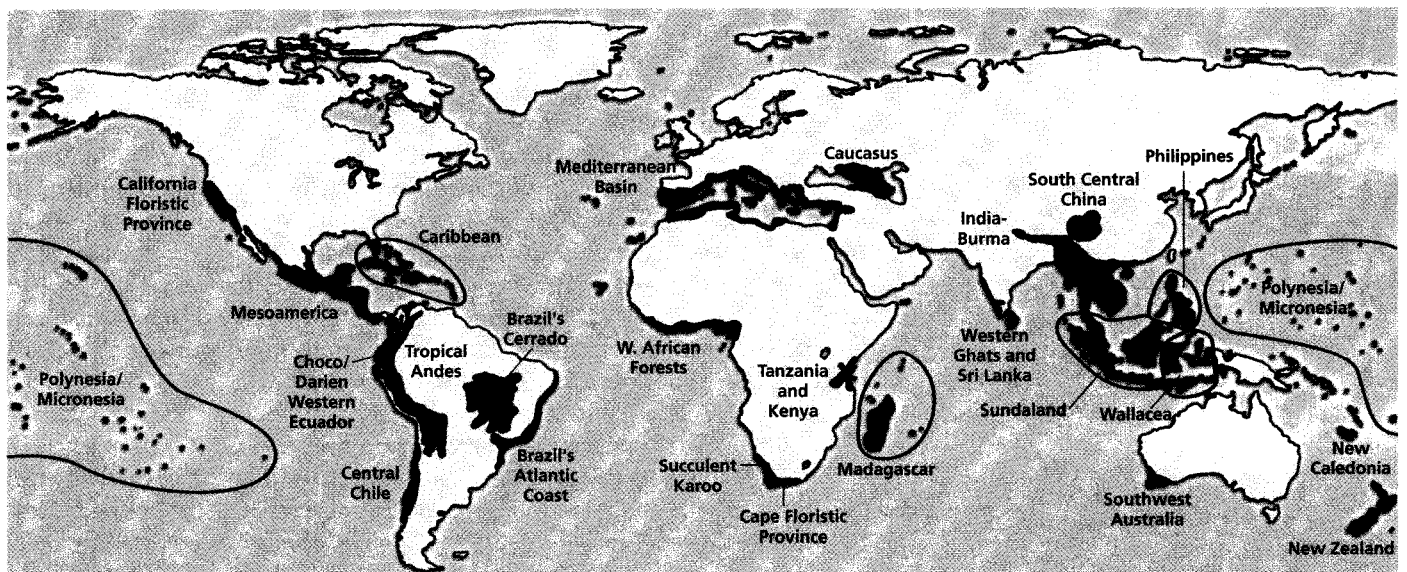 California
Floristic
Province
Caribbean
Mesoamerica
Polynesia/
Micronesia
Choco/
Darien
Western
Ecuador
Tropical
Andes
Brazil's
Cerrado
Central
Chile
Brazil's
Atlantic
Coast
Mediterranean
Basin
Caucasus
W. African
Forests
Tanzania
and
Kenya
Succulent
Karoo
Cape Floristic
Province
Madagascar
Philippines
South Central
China
India-
Burma
Western
Ghats and
Sri Lanka
Sundaland
Wallacea
Polynesia/
Micronesia
New
Caledonia
Southwest
Australia
New Zealand